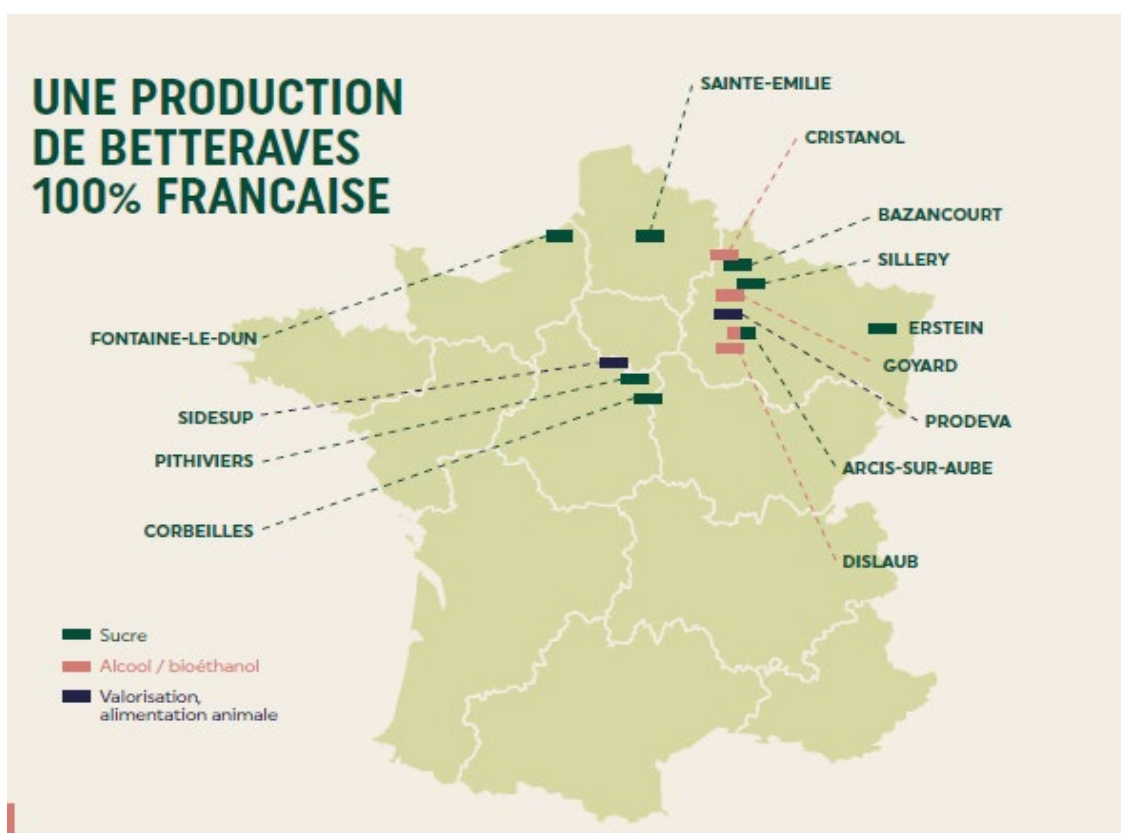 UNE PRODUCTION
DE BETTERAVES
100% FRANCAISE
SAINTE-EMILIE
CRISTANOL
BAZANCOURT
SILLERY
ERSTEIN
FONTAINE-LE-DUN
GOYARD
SIDESUP
PRODEVA
PITHIVIERS
ARCIS-SUR-AUBE
CORBEILLES
DISLAUB
Sucre
Alcool / bioéthanol
Valorisation,
alimentation animale